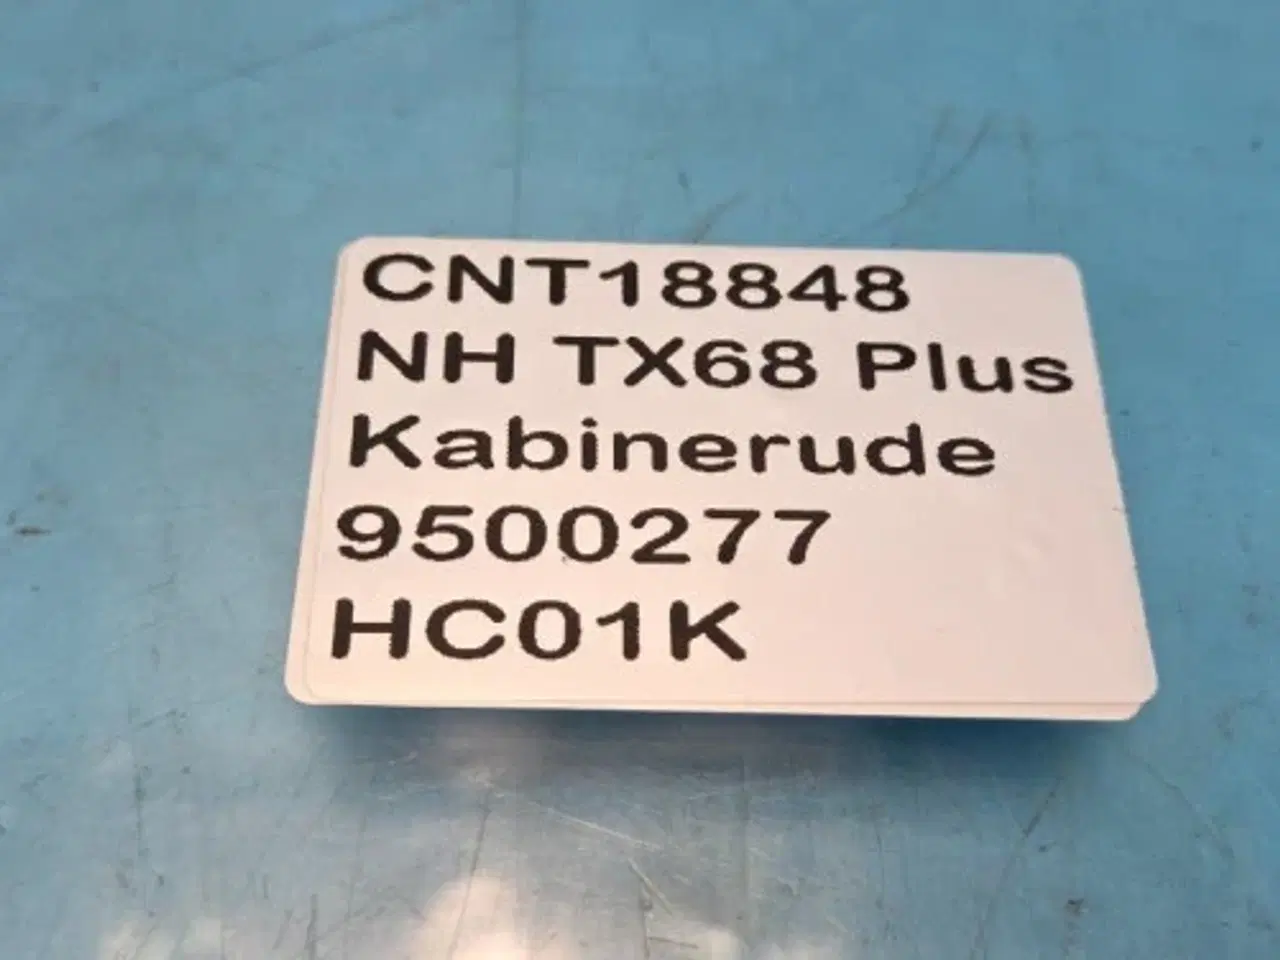 CNT18848
NH TX68 Plus
Kabinerude
9500277
HC01K